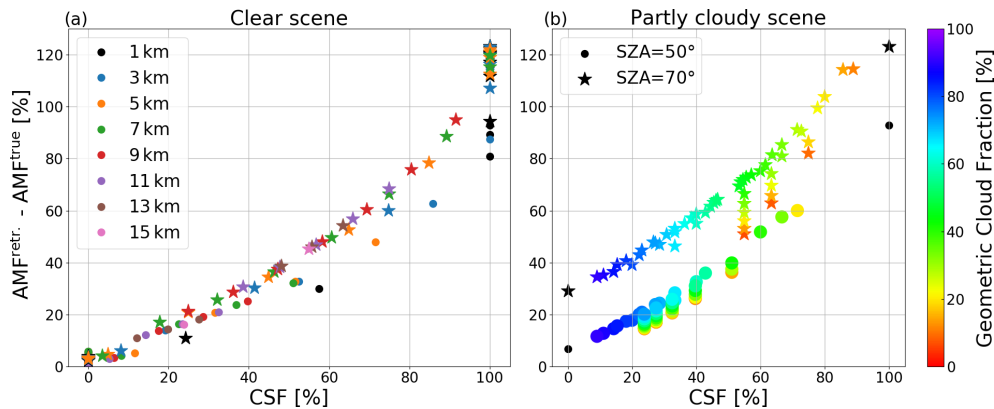 (a)
Clear scene
(b)
Partly cloudy scene
AMF^retr. - AMF^true [%]
120
100
80
60
40
20
0
1 km
3 km
5 km
7 km
9 km
11 km
13 km
15 km
0 20 40 60 80 100
CSF [%]
120
100
80
60
40
20
0
SZA=50°
SZA=70°
0 20 40 60 80 100
CSF [%]
100
80
60
40
20
0
Geometric Cloud Fraction [%]